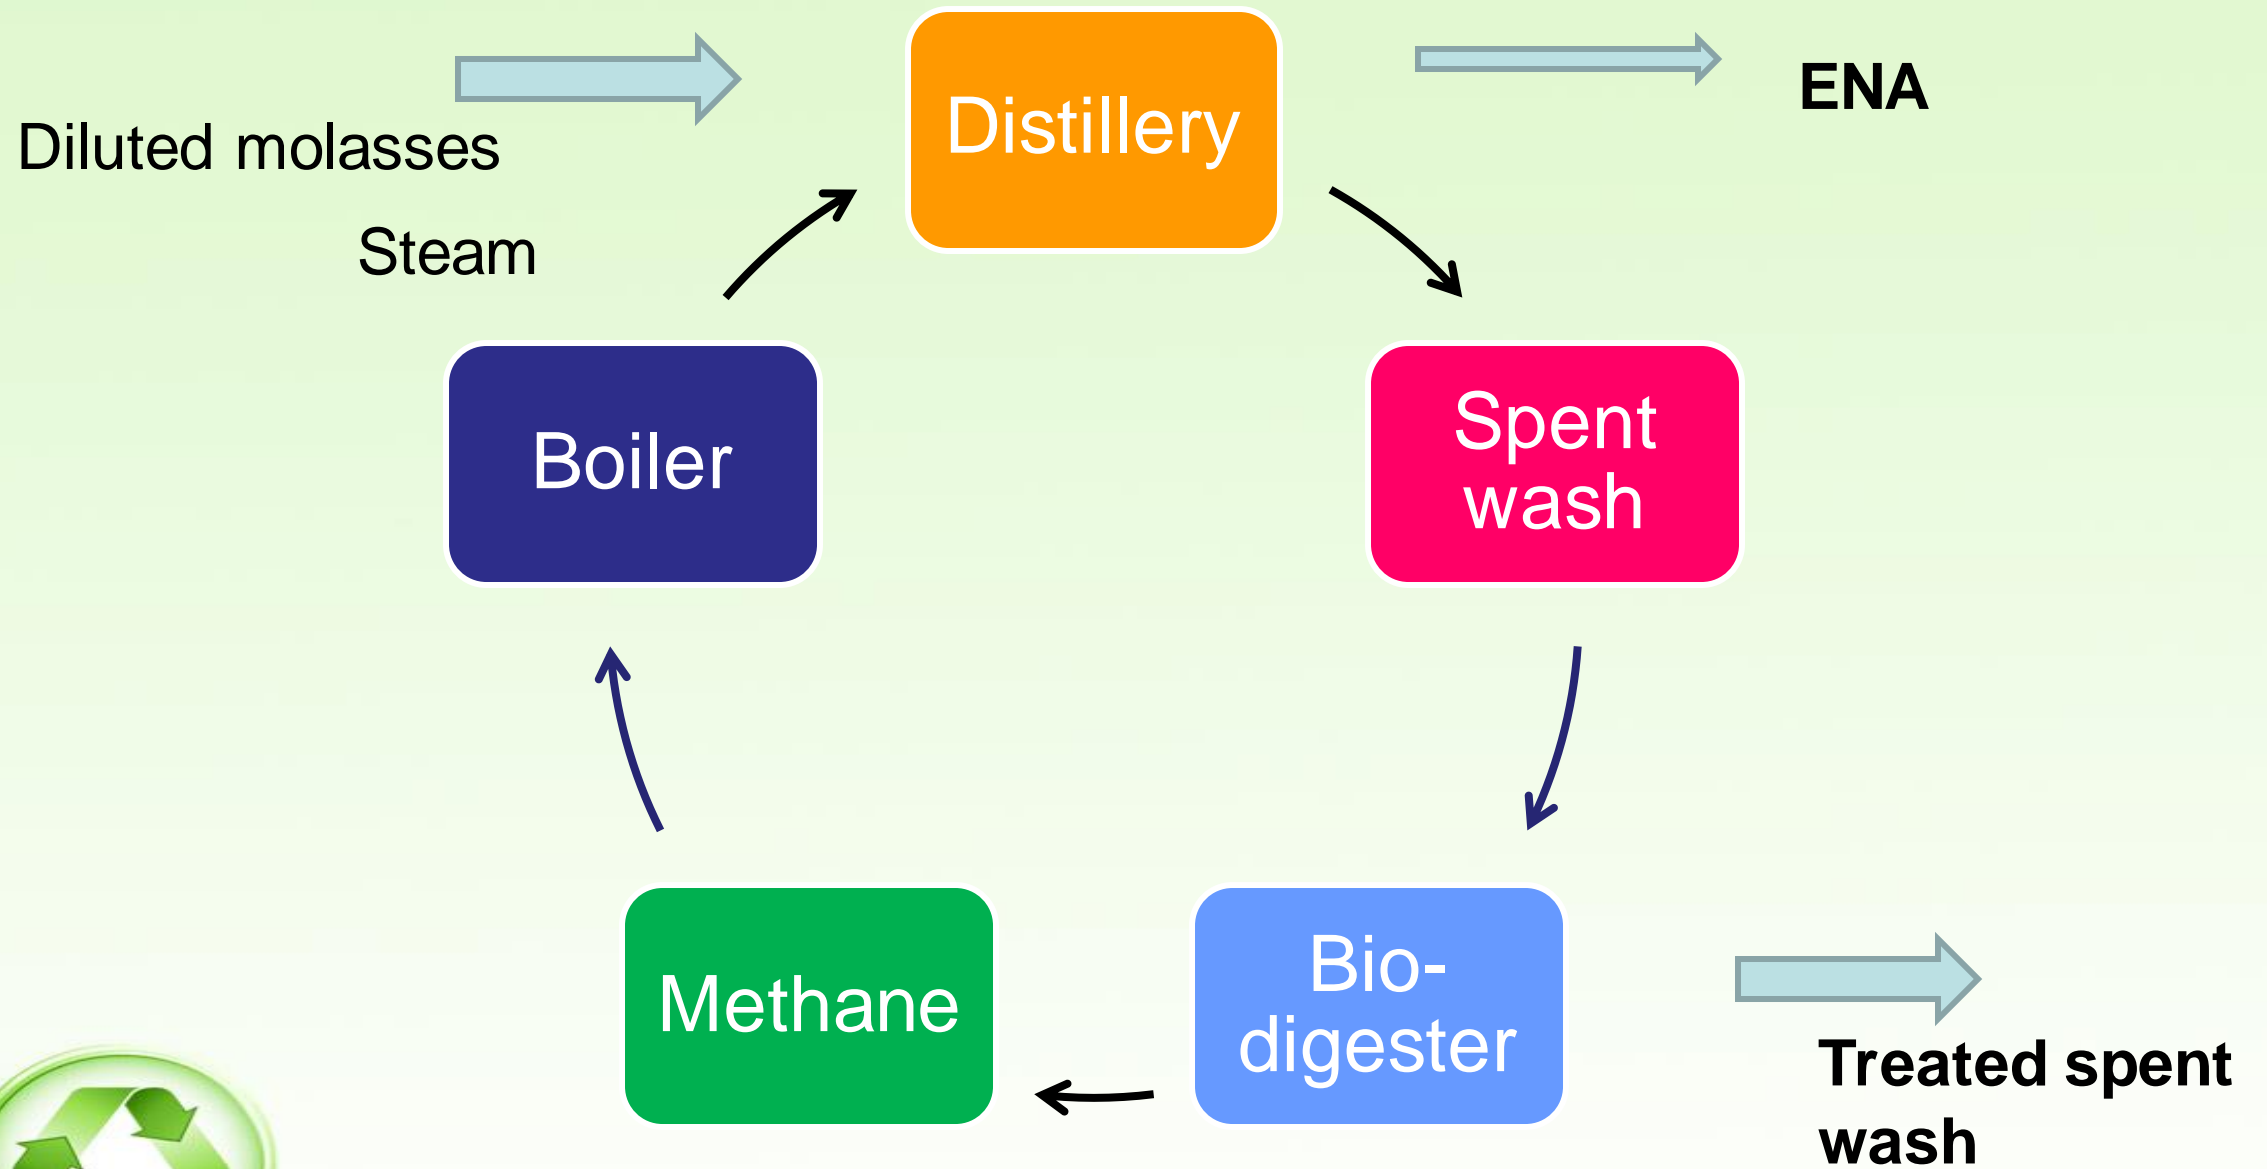 Distillery
ENA
Diluted molasses
Steam
Boiler
Spent
wash
Methane
Bio-
digester
Treated spent
wash